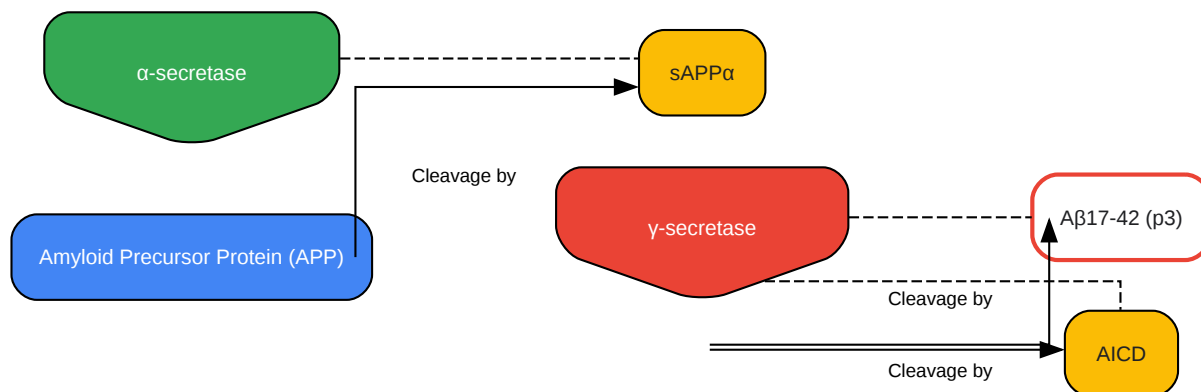 α-secretase
sAPPα
Cleavage by
Amyloid Precursor Protein (APP)
γ-secretase
Aβ17-42 (p3)
Cleavage by
AICD
Cleavage by